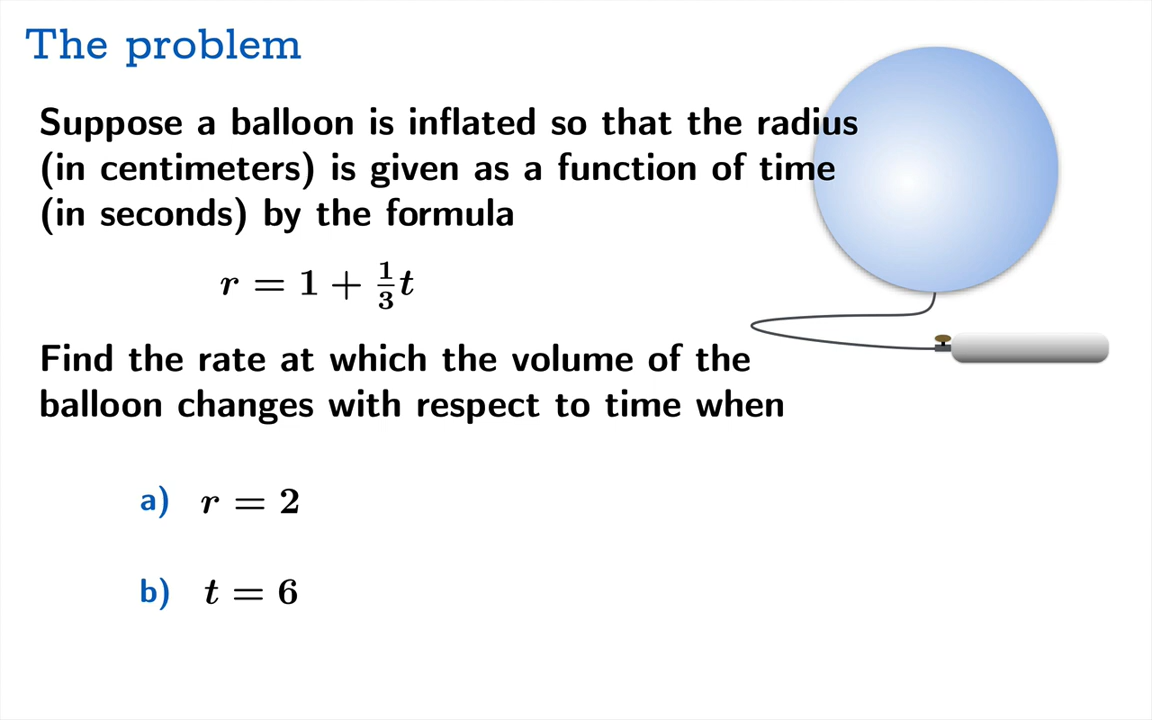 The problem
Suppose a balloon is inflated so that the radius
(in centimeters) is given as a function of time
(in seconds) by the formula
r = 1 + 1/3 t
Find the rate at which the volume of the
balloon changes with respect to time when
a) r = 2
b) t = 6